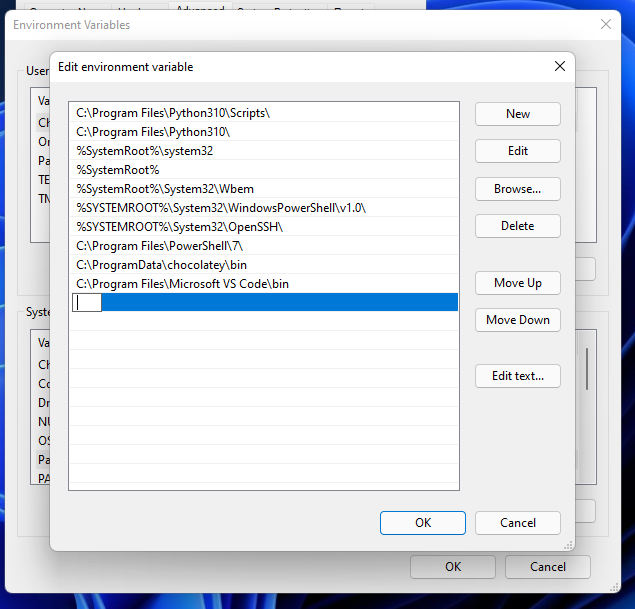 Advanced
Environment Variables
User
Edit environment variable
C:\Program Files\Python310\Scripts\
C:\Program Files\Python310\
%SystemRoot%\system32
%SystemRoot%
%SystemRoot%\System32\Wbem
%SYSTEMROOT%\System32\WindowsPowerShell\v1.0\
%SYSTEMROOT%\System32\OpenSSH\
C:\Program Files\PowerShell\7\
C:\ProgramData\chocolatey\bin
C:\Program Files\Microsoft VS Code\bin
New
Edit
Browse...
Delete
Move Up
Move Down
Edit text...
OK
Cancel
Va
Ch
On
Pa
TE
TM
Syste
Va
Ch
Co
Dr
NU
OS
Pa
PA
OK
Cancel